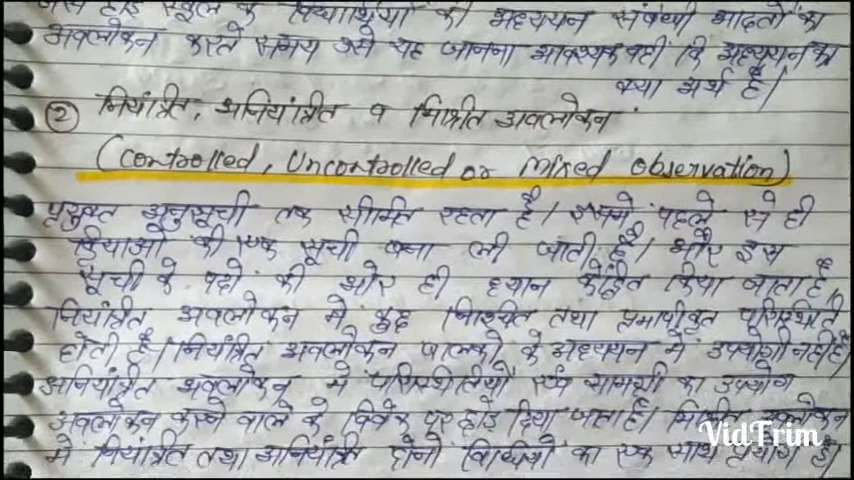 जैसे हाई स्कूल के विद्यार्थियों की अध्ययन संबंधी आदतों का
अवलोकन करते समय उसे यह जानना आवश्यक नहीं कि अध्ययन का
क्या अर्थ है।
② नियांत्रित, अनियांत्रित व मिश्रीत अवलोकन
(Controlled, Uncontrolled or Mixed Observation)
प्रयुक्त अनुसूची तक सीमित रहता है। इसमे पहले से ही
क्रियाओं की एक सूची बना ली जाती है। और इस
सूची के पदो की ओर ही ध्यान केंद्रित किया जाता है,
नियांत्रित अवलोकन मे कुछ निश्चित तथा प्रमापीकृत परिस्थिति
होती है। नियांत्रित अवलोकन बालको के अध्ययन में उपयोगी नहीं है।
अनियांत्रित अवलोकन मे परिस्थितियों एवं सामग्री का उपयोग
अवलोकन करने वाले के विवेक पर छोड़ दिया जाता है। मिश्रीत अवलोकन
मे नियांत्रित तथा अनियांत्रि दोनो विधियों का एक साथ प्रयोग है।
VidTrim